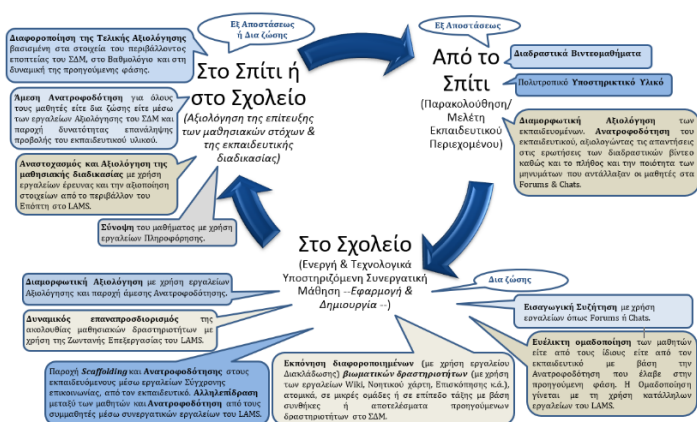 Εξ Αποστάσεως
ή Δια ζώσης
Στο Σπίτι ή
στο Σχολείο
(Αξιολόγηση της επίτευξης
των μαθησιακών στόχων &
της εκπαιδευτικής
διαδικασίας)
Διαφοροποίηση της Τελικής Αξιολόγησης
βασισμένη στα στοιχεία του περιβάλλοντος
εποπτείας του ΣΔΜ, στο Βαθμολόγιο και στη
δυναμική της προηγούμενης φάσης.
Άμεση Ανατροφοδότηση για όλους
τους μαθητές είτε δια ζώσης είτε μέσω
των εργαλείων Αξιολόγησης του ΣΔΜ και
παροχή δυνατότητας επανάληψης
προβολής του εκπαιδευτικού υλικού.
Αναστοχασμός και Αξιολόγηση της
μαθησιακής διαδικασίας με χρήση
εργαλείων έρευνας και την αξιοποίηση
στοιχείων από το περιβάλλον του
Επόπτη στο LAMS.
Σύνοψη του μαθήματος με χρήση
εργαλείων Πληροφόρησης.
Εξ Αποστάσεως
Από το
Σπίτι
(Παρακολούθηση/
Μελέτη
Εκπαιδευτικού
Περιεχομένου)
Διαδραστικά Βιντεομαθήματα
Πολυτροπικό Υποστηρικτικό Υλικό
Διαμορφωτική Αξιολόγηση των
εκπαιδευομένων. Ανατροφοδότηση του
εκπαιδευτικού, αξιολογώντας τις απαντήσεις
στις ερωτήσεις των διαδραστικών βίντεο
καθώς και το πλήθος και την ποιότητα των
μηνυμάτων που αντάλλαξαν οι μαθητές στα
Forums & Chats.
Στο Σχολείο
(Ενεργή & Τεχνολογικά
Υποστηριζόμενη Συνεργατική
Μάθηση --Εφαρμογή &
Δημιουργία --)
Δια ζώσης
Διαμορφωτική Αξιολόγηση με χρήση εργαλείων
Αξιολόγησης και παροχή άμεσης Ανατροφοδότησης.
Δυναμικός επαναπροσδιορισμός της
ακολουθίας μαθησιακών δραστηριοτήτων με
χρήση της Ζωντανής Επεξεργασίας του LAMS.
Παροχή Scaffolding και Ανατροφοδότησης στους
εκπαιδευόμενους μέσω εργαλείων Σύγχρονης
επικοινωνίας, από τον εκπαιδευτικό. Αλληλεπίδραση
μεταξύ των μαθητών και Ανατροφοδότηση από τους
συμμαθητές μέσω συνεργατικών εργαλείων του LAMS.
Εκπόνηση διαφοροποιημένων (με χρήση εργαλείου
Διακλάδωσης) βιωματικών δραστηριοτήτων (με χρήση
των εργαλείων Wiki, Νοητικού χάρτη, Επισκόπησης κ.ά.),
ατομικά, σε μικρές ομάδες ή σε επίπεδο τάξης με βάση
συνθήκες ή αποτελέσματα προηγούμενων
δραστηριοτήτων στο ΣΔΜ.
Εισαγωγική Συζήτηση με χρήση
εργαλείων όπως Forums ή Chats.
Ευέλικτη ομαδοποίηση των μαθητών
είτε από τους ίδιους είτε από τον
εκπαιδευτικό με βάση την
Ανατροφοδότηση που έλαβε στην
προηγούμενη φάση. Η Ομαδοποίηση
γίνεται με τη χρήση κατάλληλων
εργαλείων του LAMS.